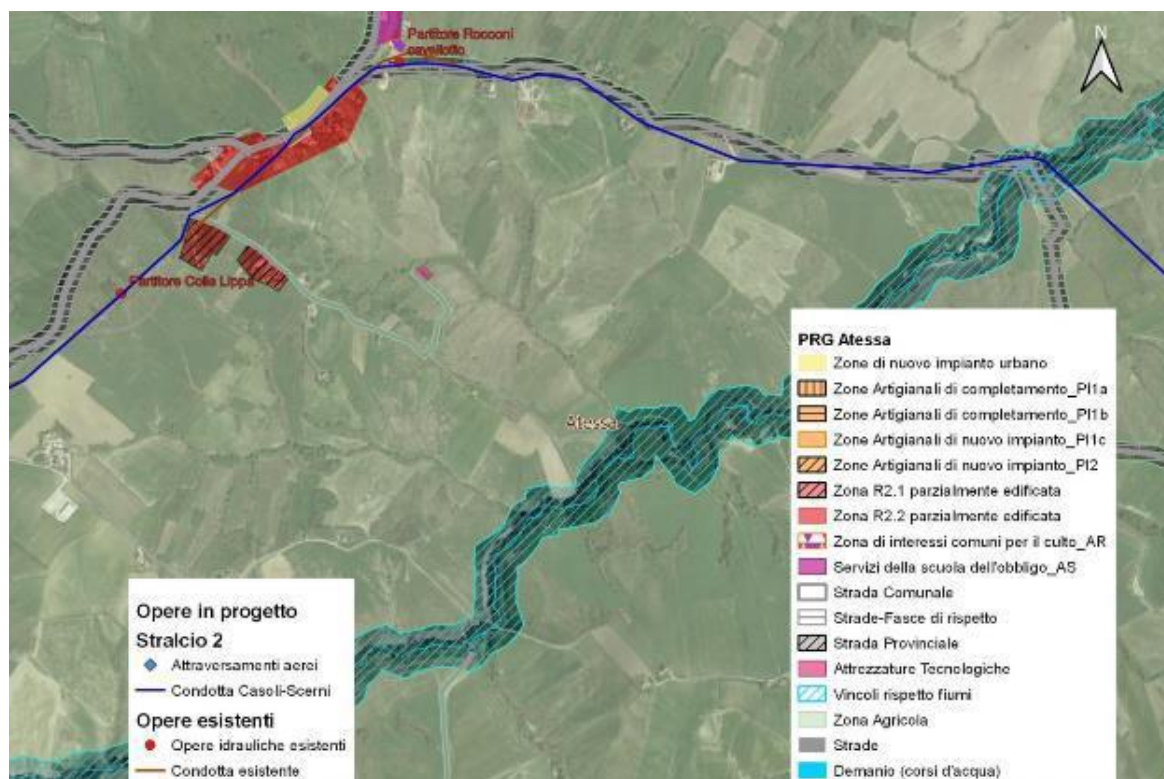 Partitore Rocconi
cavallotto
N
Partitore Colle Lippa
Atessa
PRG Atessa
Zone di nuovo impianto urbano
Zone Artigianali di completamento_PI1a
Zone Artigianali di completamento_PI1b
Zone Artigianali di nuovo impianto_PI1c
Zone Artigianali di nuovo impianto_PI2
Zona R2.1 parzialmente edificata
Zona R2.2 parzialmente edificata
Zona di interessi comuni per il culto_AR
Servizi della scuola dell'obbligo_AS
Strada Comunale
Strade-Fasce di rispetto
Strada Provinciale
Attrezzature Tecnologiche
Vincoli rispetto fiumi
Zona Agricola
Strade
Demanio (corsi d'acqua)
Opere in progetto
Stralcio 2
Attraversamenti aerei
Condotta Casoli-Scerni
Opere esistenti
Opere idrauliche esistenti
Condotta esistente